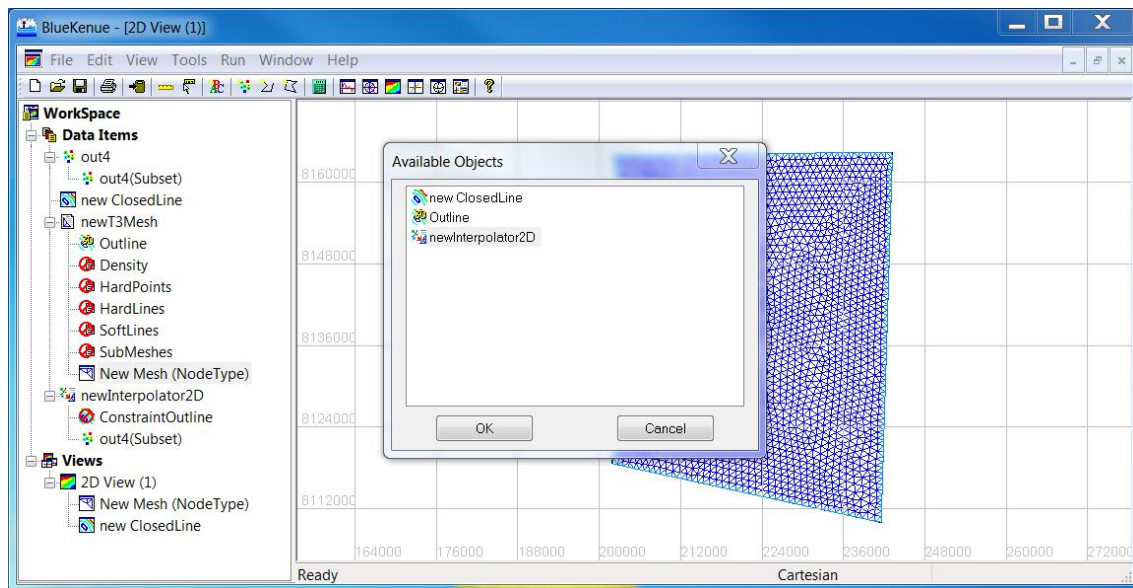 BlueKenue - [2D View (1)]
File Edit View Tools Run Window Help
WorkSpace
Data Items
out4
out4(Subset)
new ClosedLine
newT3Mesh
Outline
Density
HardPoints
HardLines
SoftLines
SubMeshes
New Mesh (NodeType)
newInterpolator2D
ConstraintOutline
out4(Subset)
Views
2D View (1)
New Mesh (NodeType)
new ClosedLine
Available Objects
new ClosedLine
Outline
newInterpolator2D
OK Cancel
8160000
8148000
8136000
8124000
8112000
164000 176000 188000 200000 212000 224000 236000 248000 260000 272000
Ready Cartesian